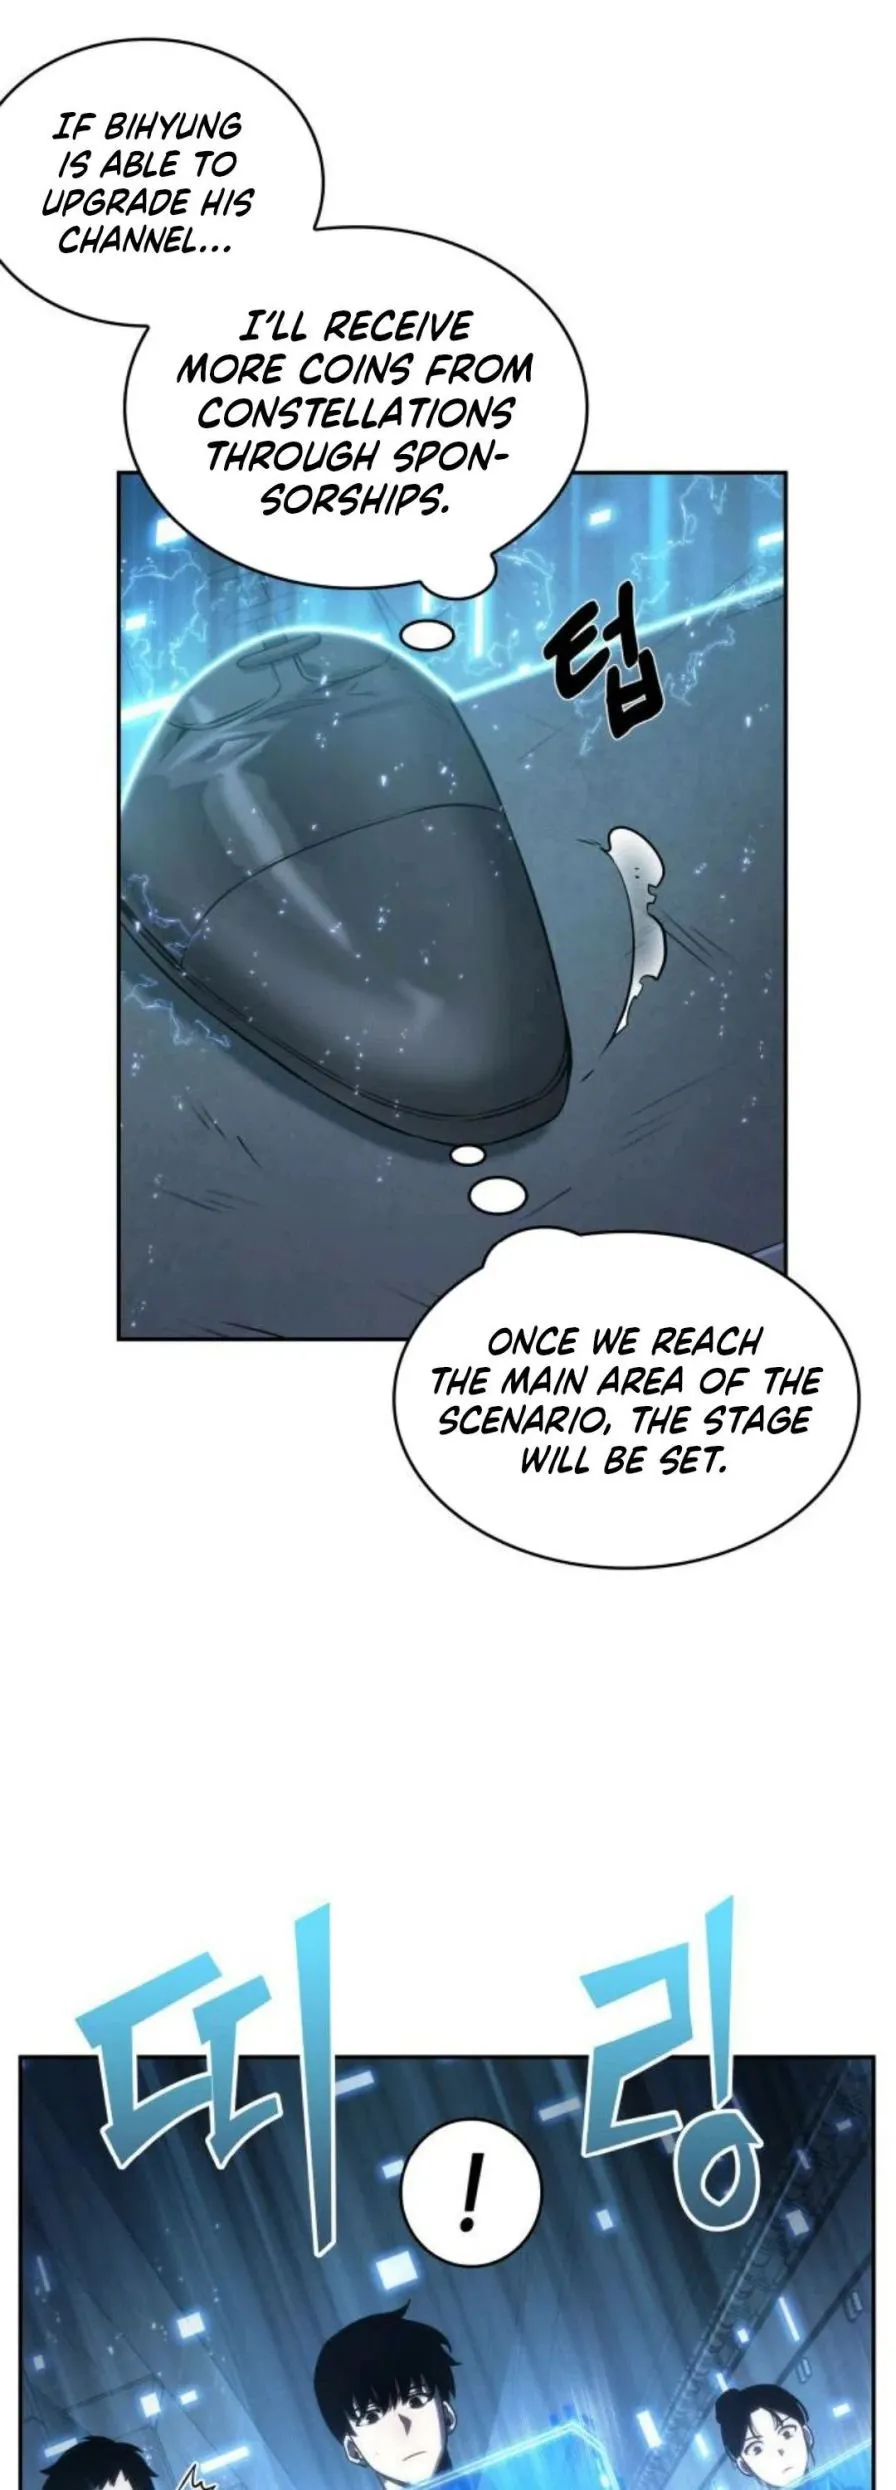 IF BIHYUNG
IS ABLE TO
UPGRADE HIS
CHANNEL...
I'LL RECEIVE
MORE COINS FROM
CONSTELLATIONS
THROUGH SPON-
SORSHIPS.
텁
ONCE WE REACH
THE MAIN AREA OF THE
SCENARIO, THE STAGE
WILL BE SET.
띠링
!